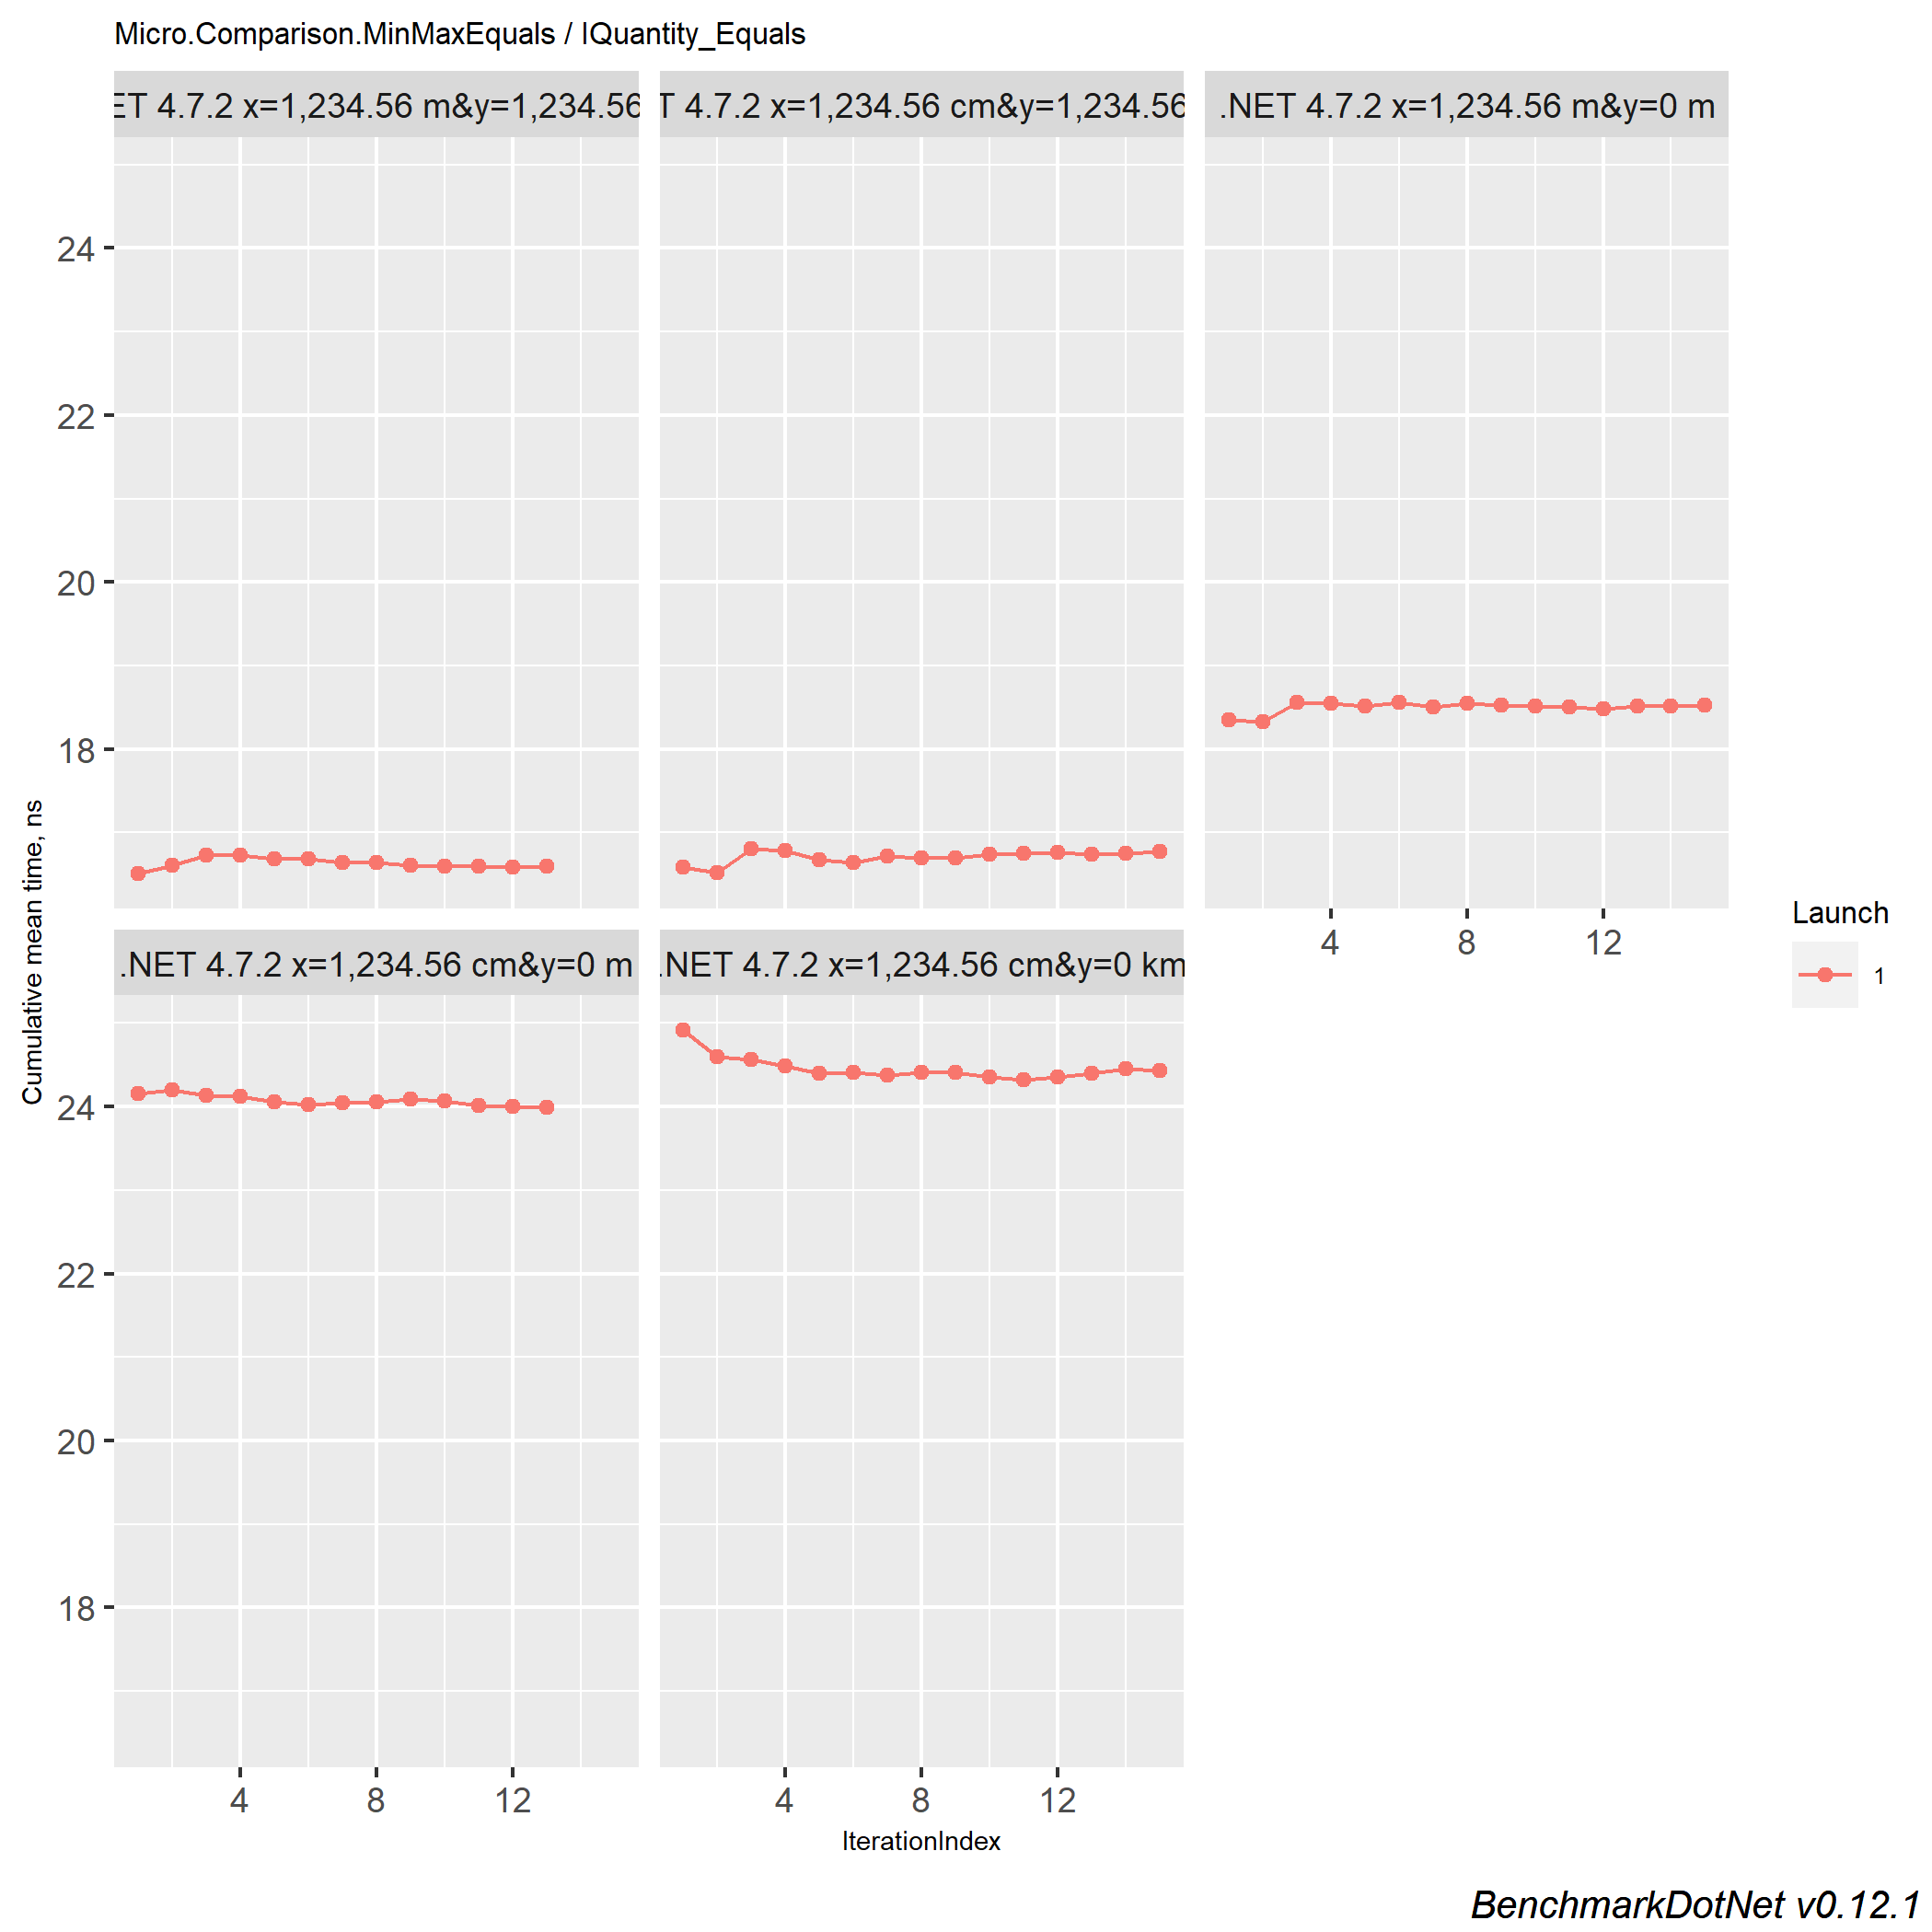 Micro.Comparison.MinMaxEquals / IQuantity_Equals
ET 4.7.2 x=1,234.56 m&y=1,234.56
T 4.7.2 x=1,234.56 cm&y=1,234.56
.NET 4.7.2 x=1,234.56 m&y=0 m
24
22
20
18
4 8 12
Cumulative mean time, ns
Launch
1
.NET 4.7.2 x=1,234.56 cm&y=0 m
.NET 4.7.2 x=1,234.56 cm&y=0 km
24
22
20
18
4 8 12
4 8 12
IterationIndex
BenchmarkDotNet v0.12.1